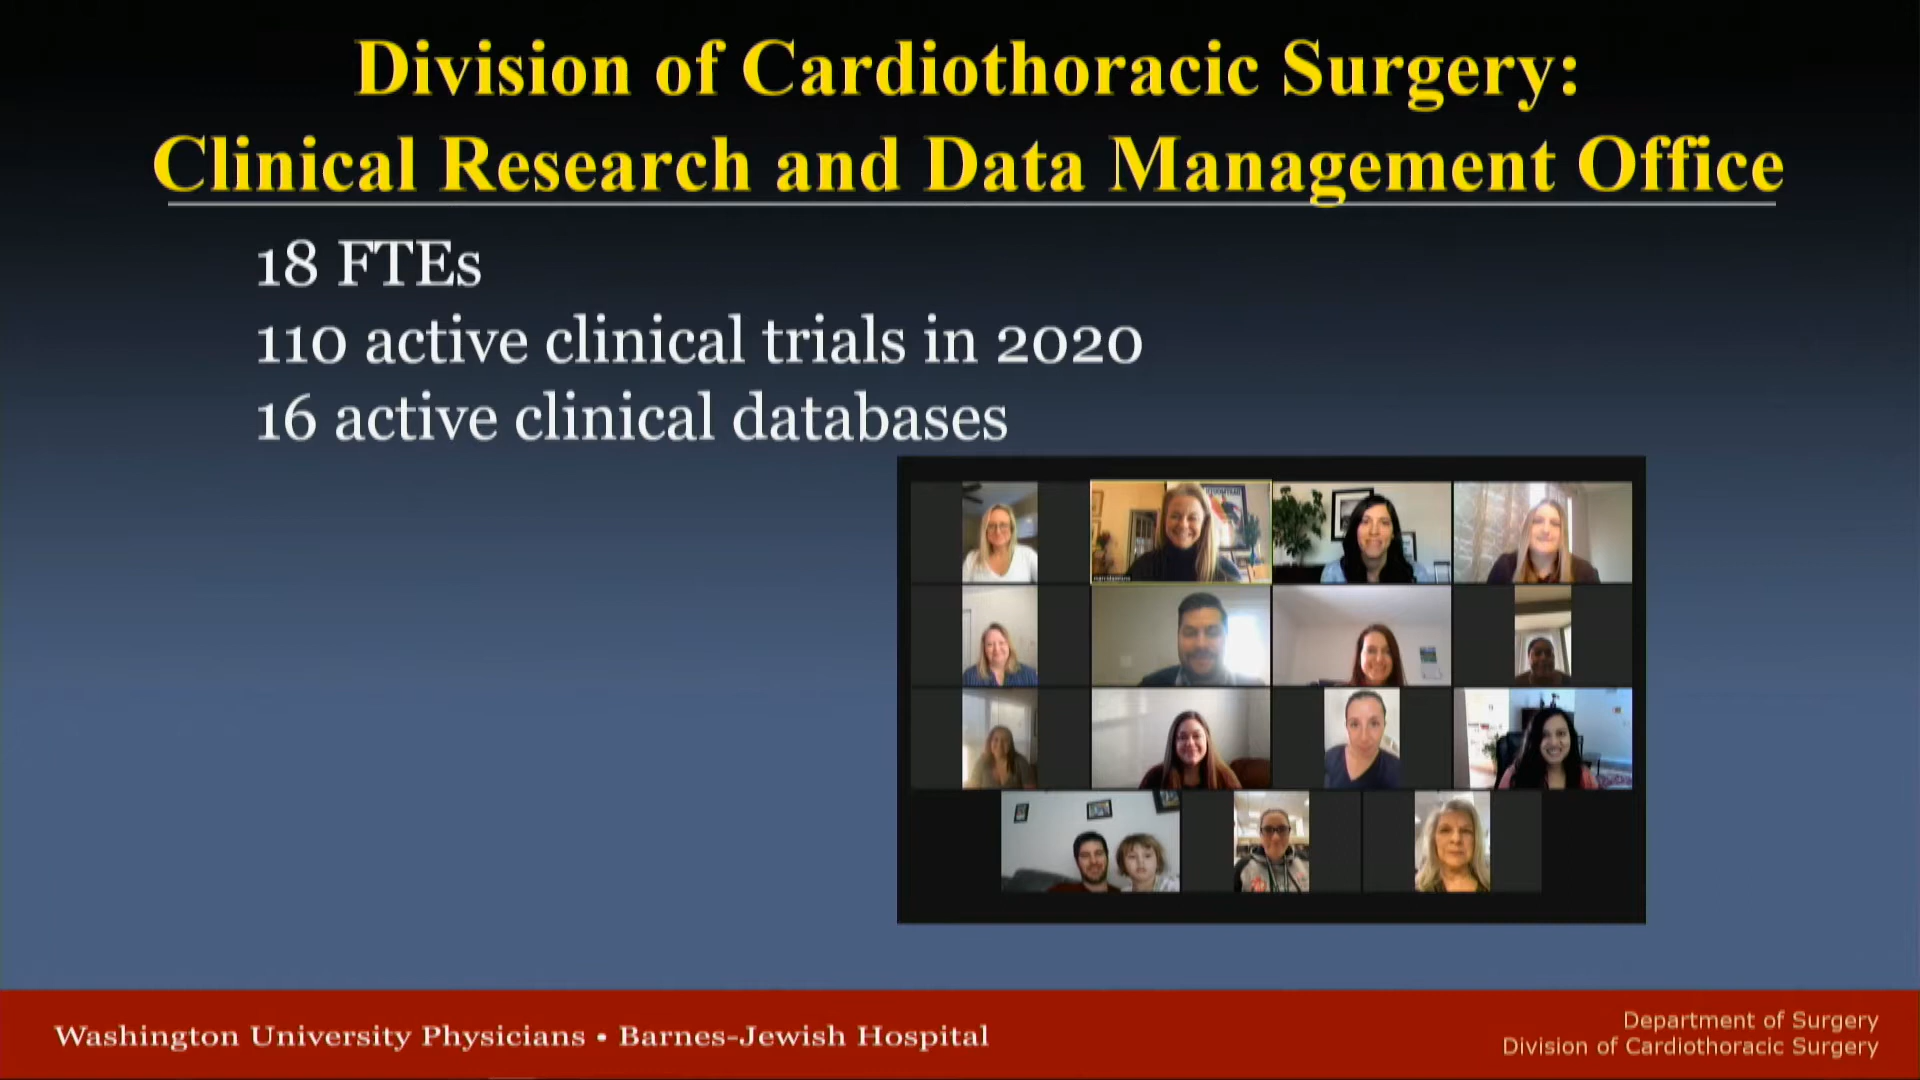 Division of Cardiothoracic Surgery:
Clinical Research and Data Management Office
18 FTEs
110 active clinical trials in 2020
16 active clinical databases
Washington University Physicians • Barnes-Jewish Hospital
Department of Surgery
Division of Cardiothoracic Surgery